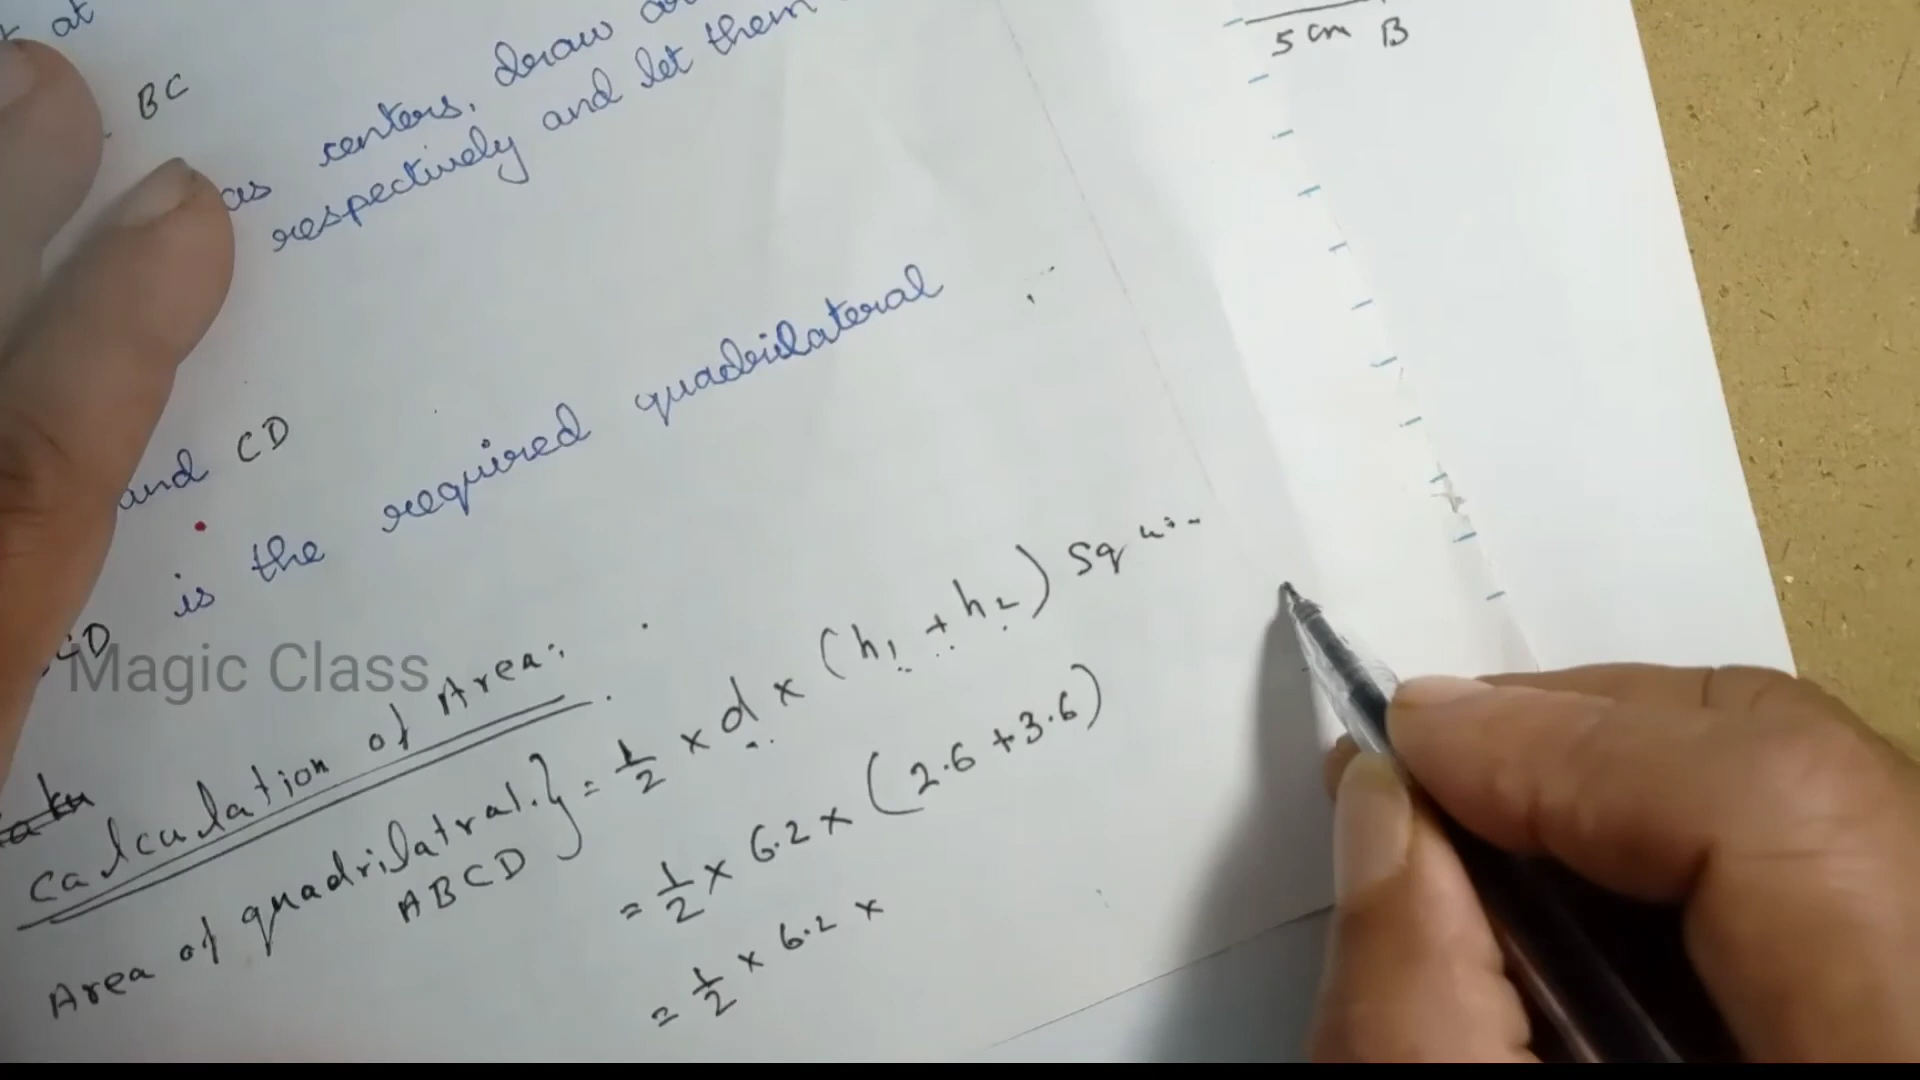 at
5 cm B
BC
as centers, draw
respectively and let them
and CD
is the required quadrilateral
Magic Class
Calculation of Area:
Area of quadrilatral.} = 1/2 × d × (h1 + h2) sq
ABCD
= 1/2 × 6.2 × (2.6 + 3.6)
= 1/2 × 6.2 ×